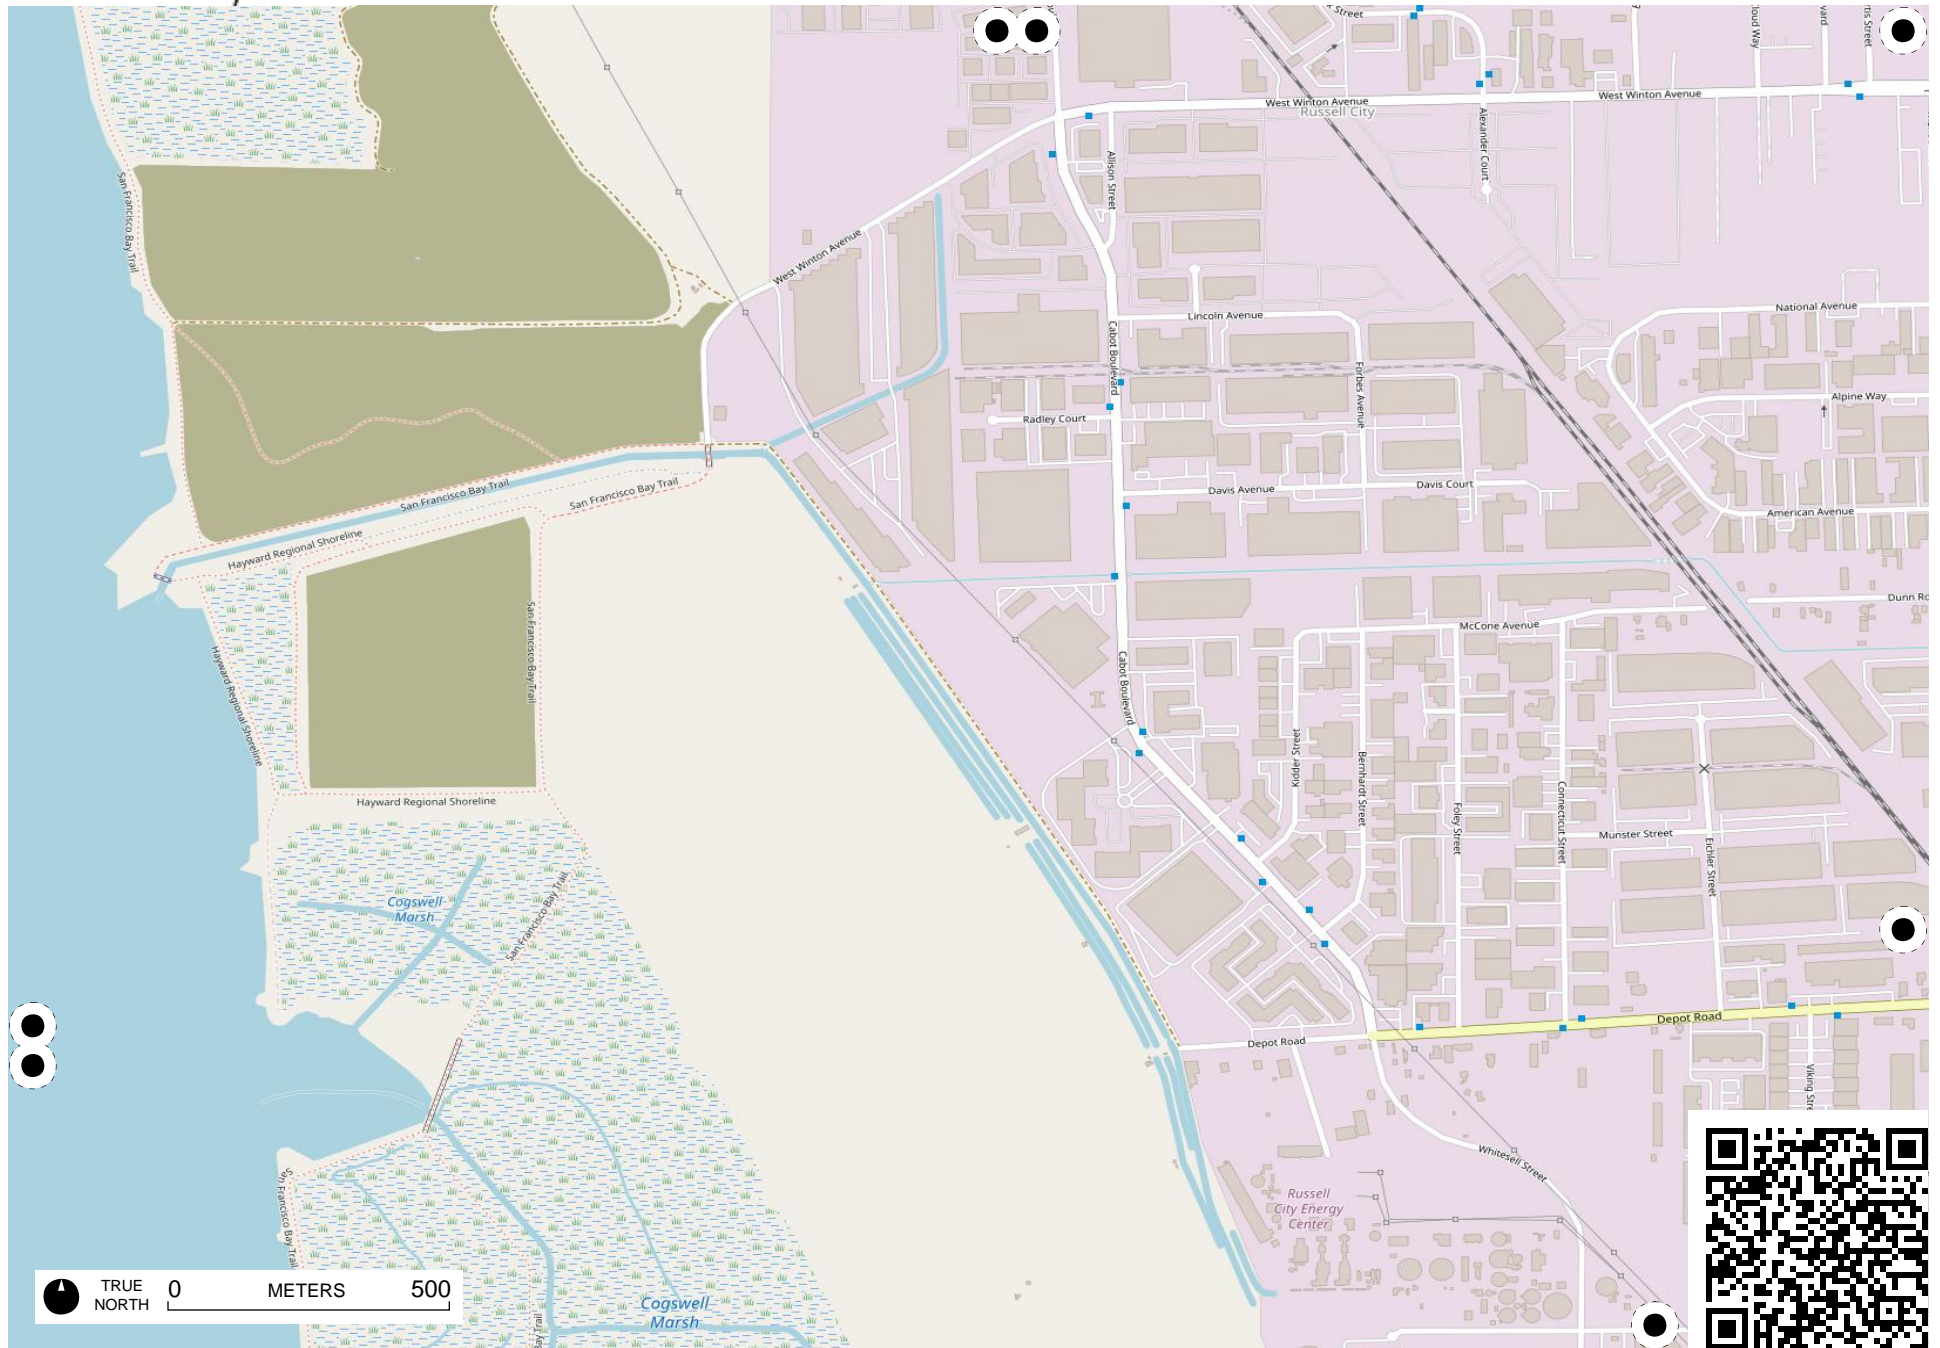 West Winton Avenue
West Winton Avenue
Russell City
San Francisco Bay Trail
Allison Street
Alexander Court
West Winton Avenue
National Avenue
Lincoln Avenue
Cabot Boulevard
Forbes Avenue
Alpine Way
Radley Court
Davis Avenue
Davis Court
San Francisco Bay Trail
San Francisco Bay Trail
American Avenue
Hayward Regional Shoreline
San Francisco Bay Trail
McCone Avenue
Hayward Regional Shoreline
Cabot Boulevard
Kidder Street
Bernhardt Street
Connecticut Street
Foley Street
Hayward Regional Shoreline
Munster Street
Eichler Street
Cogswell
Marsh
San Francisco Bay Trail
Depot Road
Depot Road
Whitesell Street
San Francisco Bay Trail
Russell
City Energy
Center
TRUE
NORTH
0 METERS 500
Cogswell
Marsh
Bay Trail